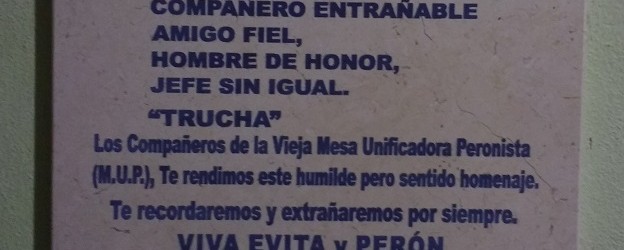 COMPAÑERO ENTRAÑABLE
AMIGO FIEL,
HOMBRE DE HONOR,
JEFE SIN IGUAL.
“TRUCHA”
Los Compañeros de la Vieja Mesa Unificadora Peronista
(M.U.P.), Te rendimos este humilde pero sentido homenaje.
Te recordaremos y extrañaremos por siempre.
VIVA EVITA y PERÓN